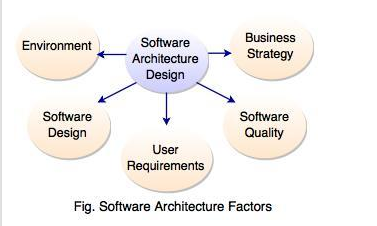 Environment
Software
Architecture
Design
Business
Strategy
Software
Design
User
Requirements
Software
Quality
Fig. Software Architecture Factors